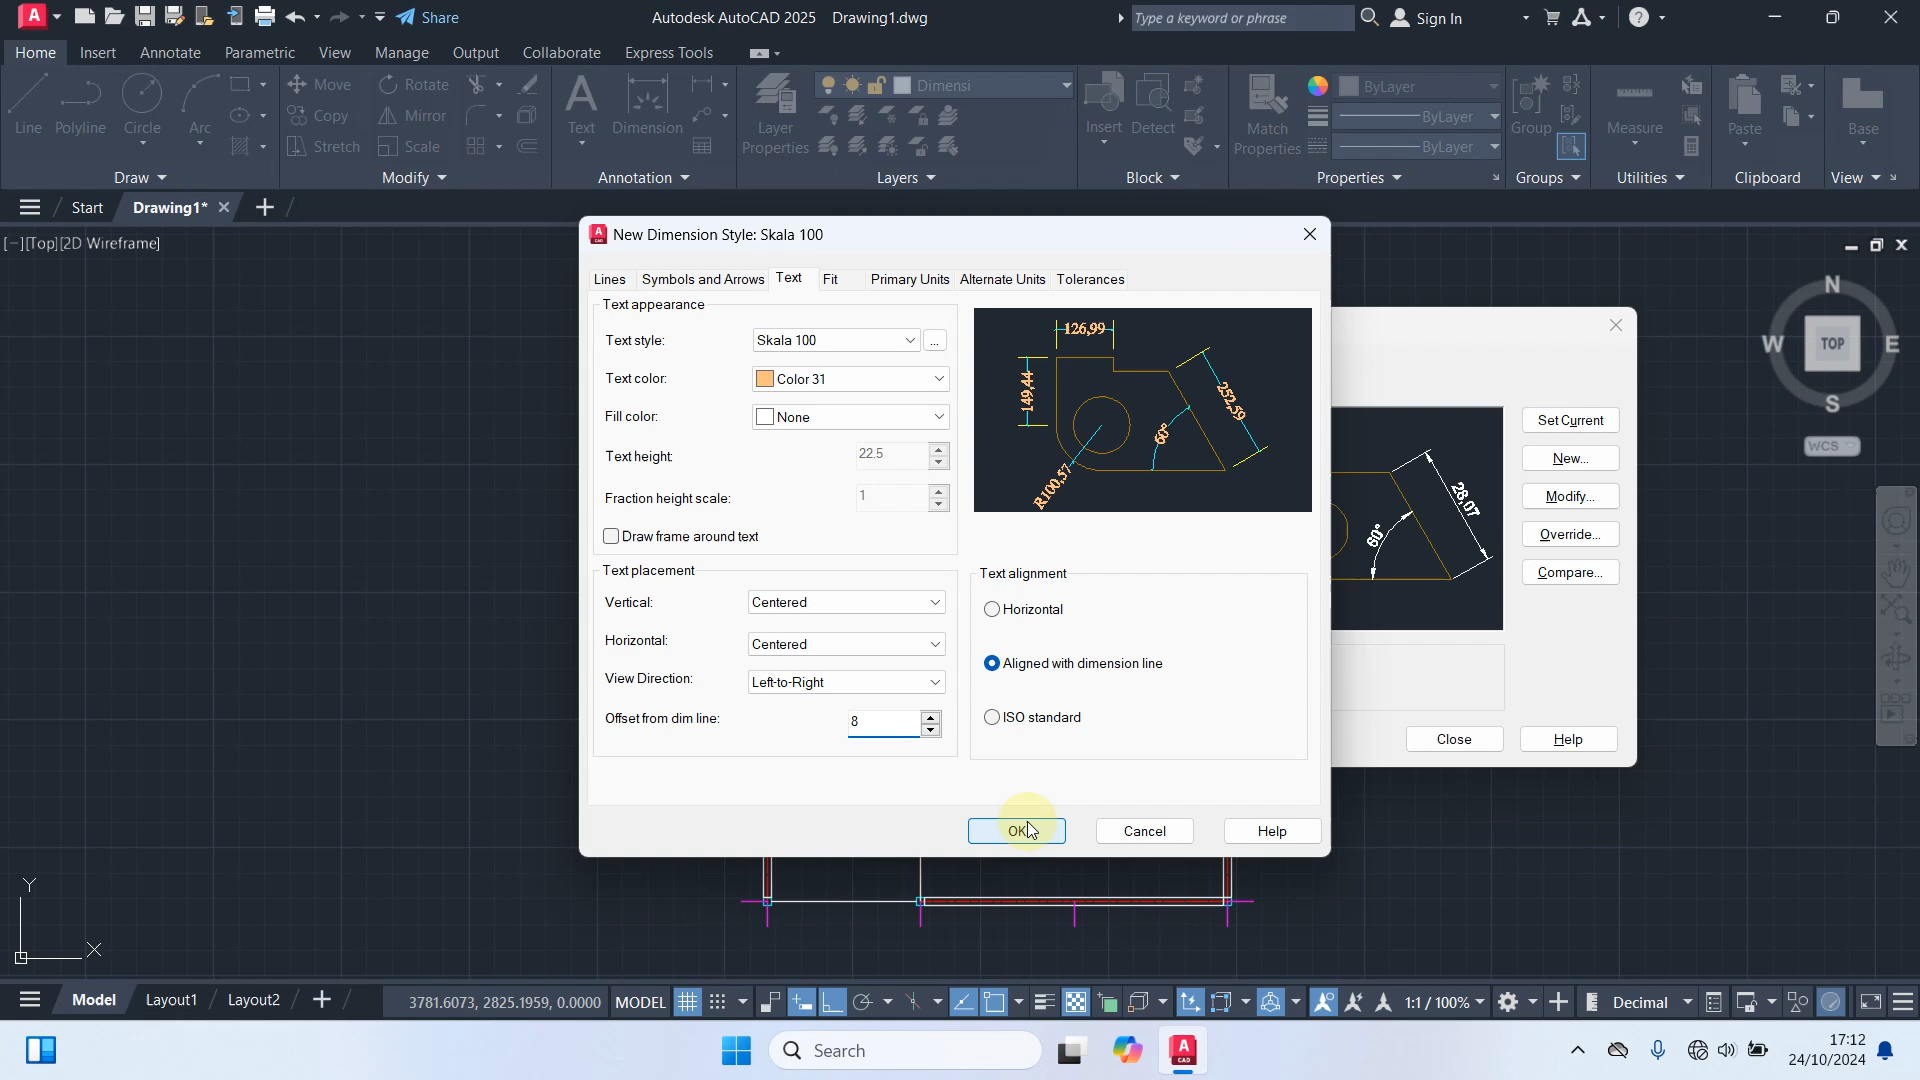 Share
Autodesk AutoCAD 2025 Drawing1.dwg
Type a keyword or phrase
Sign In
Home Insert Annotate Parametric View Manage Output Collaborate Express Tools
Line Polyline Circle Arc
Move Rotate
Copy Mirror
Stretch Scale
Text Dimension
Layer Properties
Dimensi
Insert Detect
Match Properties
ByLayer
ByLayer
ByLayer
Group Measure Paste Base
Draw Modify Annotation Layers Block Properties Groups Utilities Clipboard View
Start Drawing1*
[−][Top][2D Wireframe]
New Dimension Style: Skala 100
Lines Symbols and Arrows Text Fit Primary Units Alternate Units Tolerances
Text appearance
Text style: Skala 100 ...
Text color: Color 31
Fill color: None
Text height: 22.5
Fraction height scale: 1
Draw frame around text
Text placement
Vertical: Centered
Horizontal: Centered
View Direction: Left-to-Right
Offset from dim line: 8
126,99
149,44
252,59
60°
R100,57
Text alignment
Horizontal
Aligned with dimension line
ISO standard
OK Cancel Help
28,07
60°
Set Current
New...
Modify...
Override...
Compare...
Close Help
N
W TOP E
S
WCS
Y
X
Model Layout1 Layout2
3781.6073, 2825.1959, 0.0000 MODEL 1:1 / 100% Decimal
Search
17:12
24/10/2024